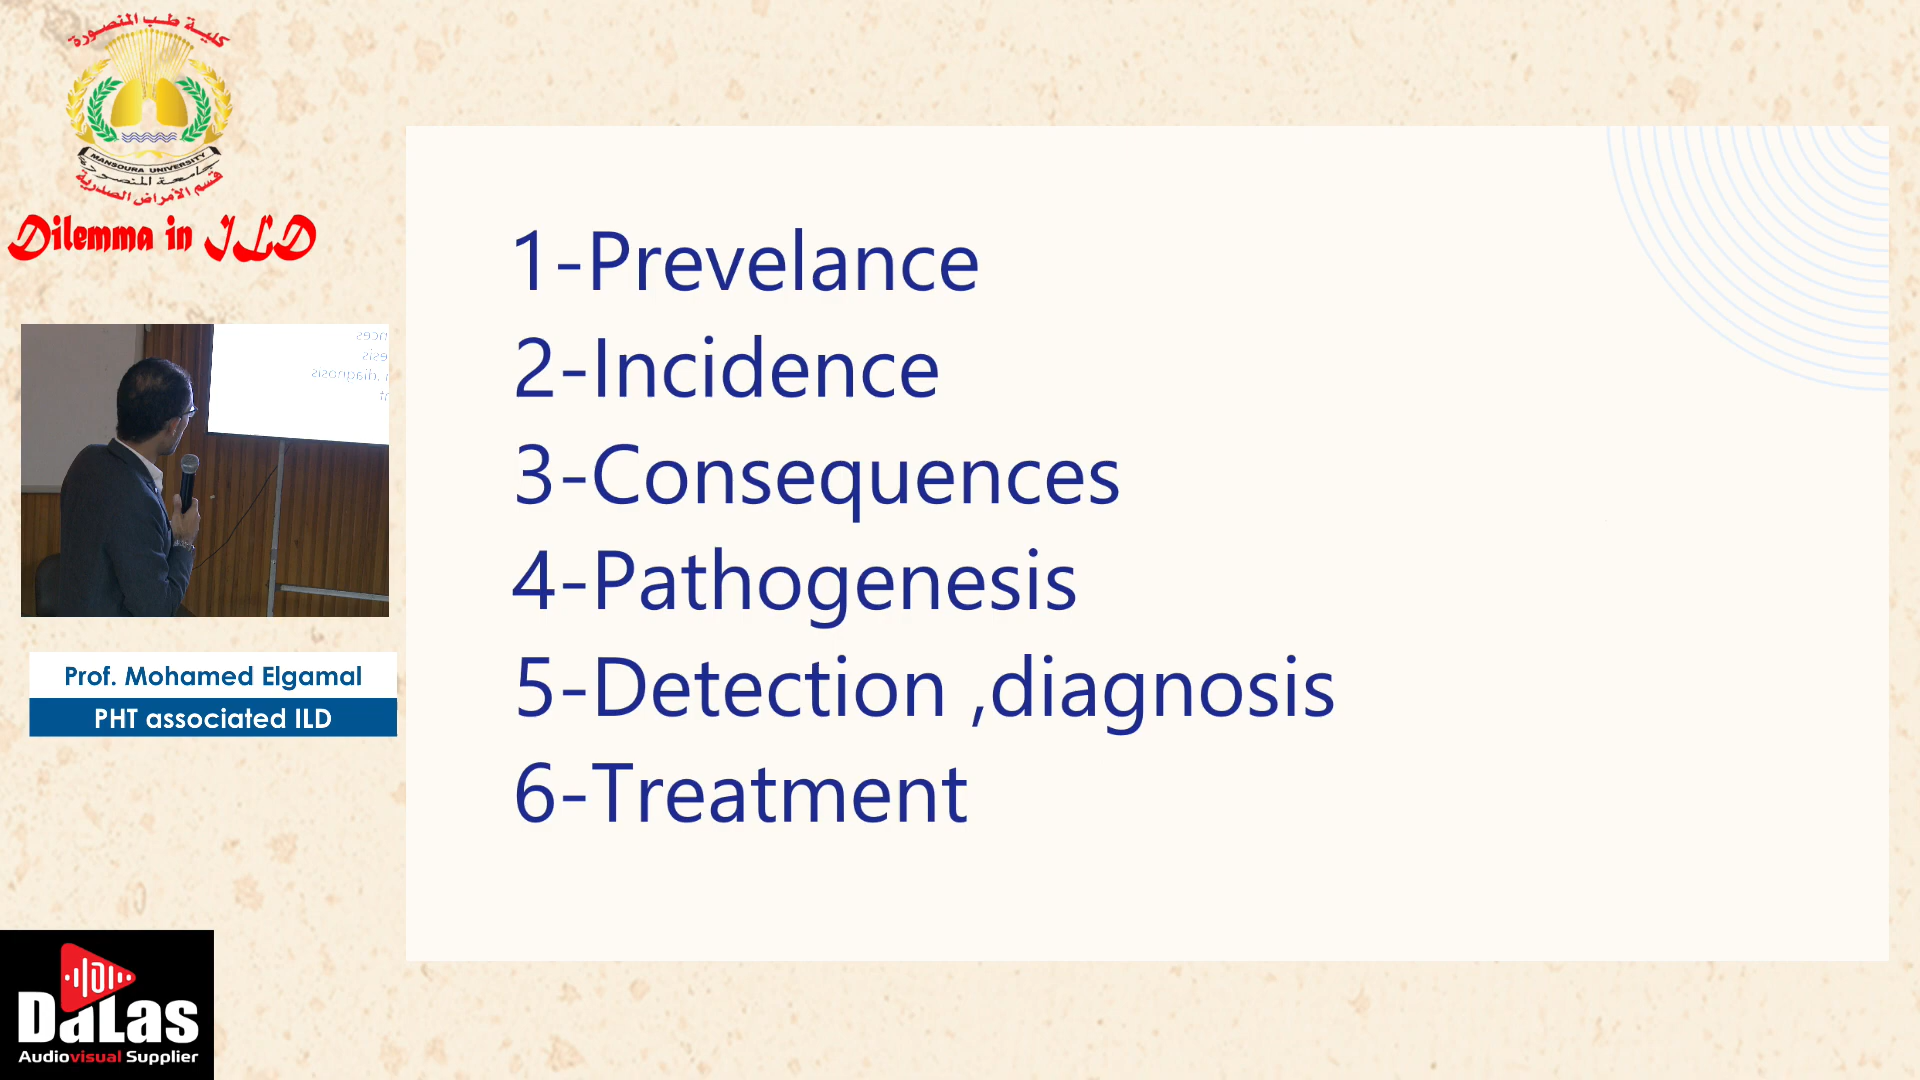 كلية طب المنصورة
MANSOURA UNIVERSITY
جامعة المنصورة
قسم الأمراض الصدرية
Dilemma in ILD
Prof. Mohamed Elgamal
PHT associated ILD
1-Prevelance
2-Incidence
3-Consequences
4-Pathogenesis
5-Detection ,diagnosis
6-Treatment
DaLas
Audiovisual Supplier